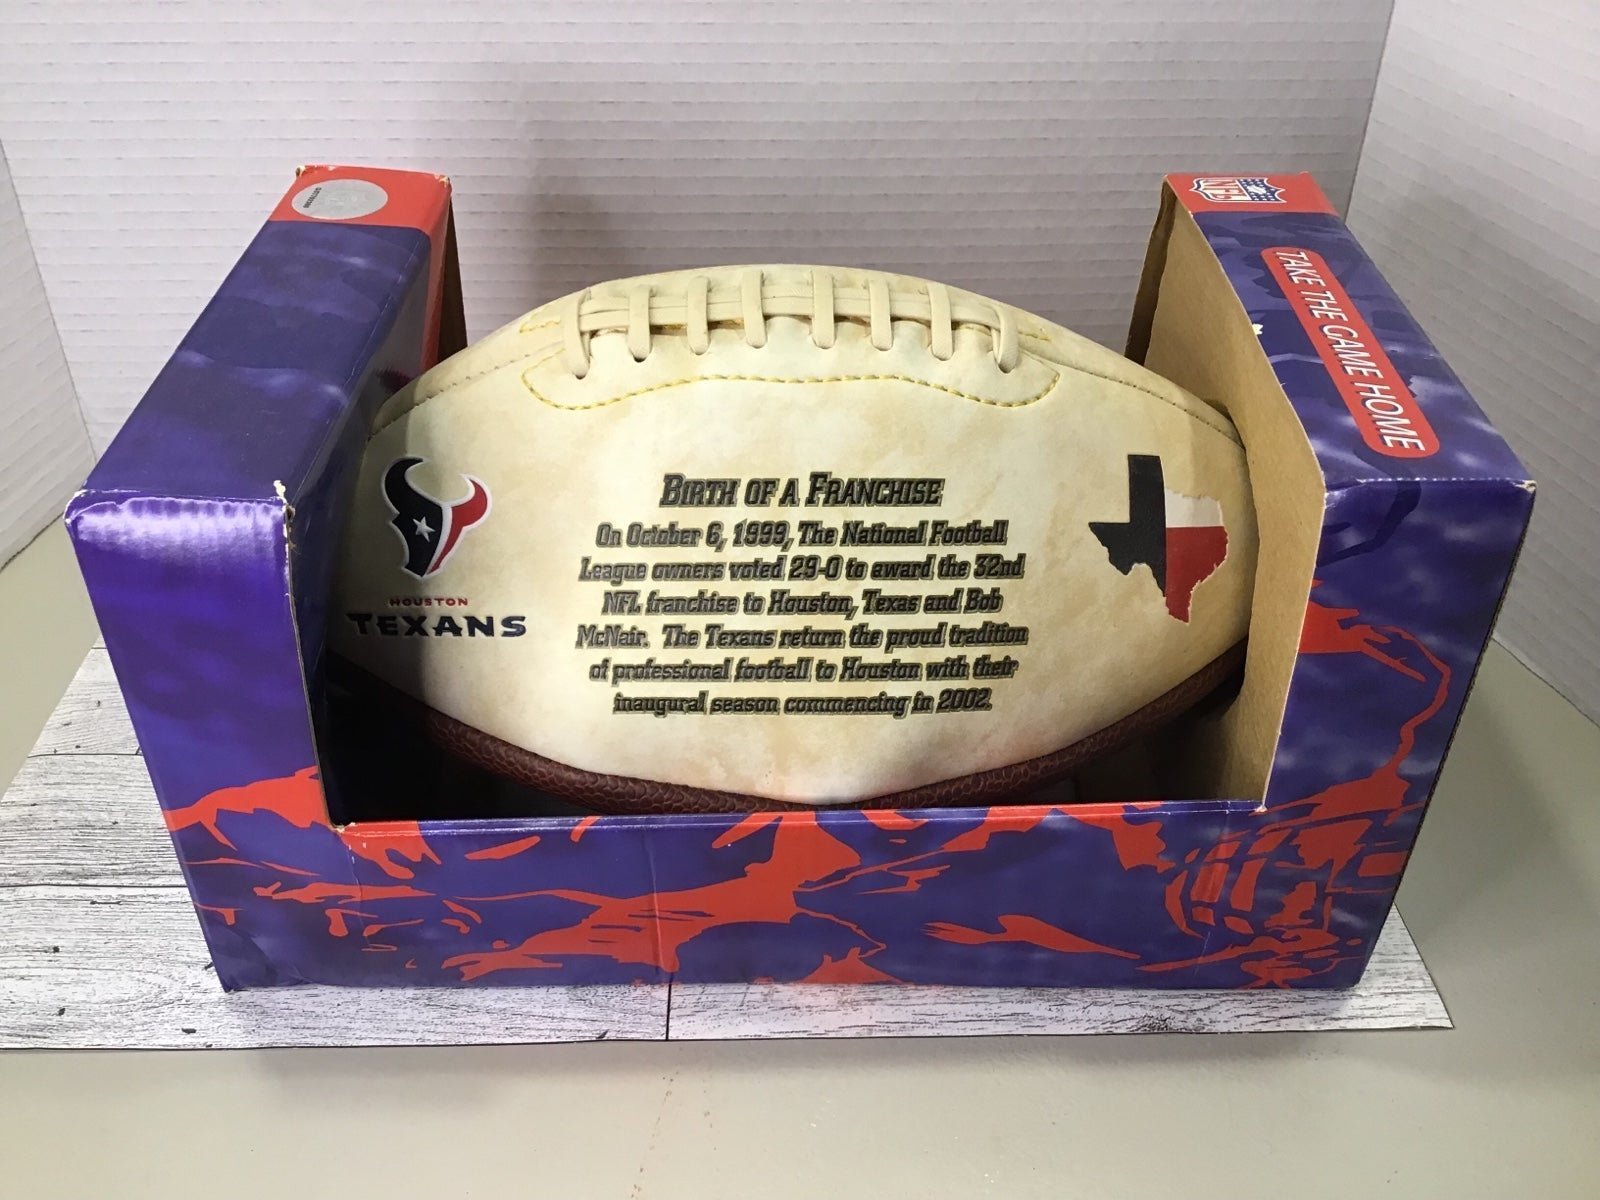 TAKE THE GAME HOME
NFL
BIRTH OF A FRANCHISE
On October 6, 1999, The National Football
League owners voted 29-0 to award the 32nd
NFL franchise to Houston, Texas and Bob
McNair. The Texans return the proud tradition
of professional football to Houston with their
inaugural season commencing in 2002.
HOUSTON
TEXANS